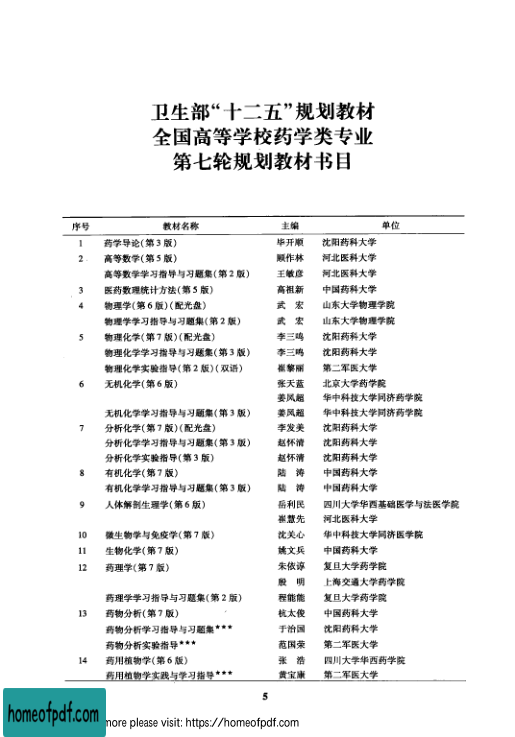 卫生部“十二五”规划教材
全国高等学校药学类专业
第七轮规划教材书目
序号 教材名称 主编 单位
1 药学导论(第3版) 毕开顺 沈阳药科大学
2 高等数学(第5版) 顾作林 河北医科大学
高等数学学习指导与习题集(第2版) 王敏彦 河北医科大学
3 医药数理统计方法(第5版) 高祖新 中国药科大学
4 物理学(第6版)(配光盘) 武 宏 山东大学物理学院
物理学学习指导与习题集(第2版) 武 宏 山东大学物理学院
5 物理化学(第7版)(配光盘) 李三鸣 沈阳药科大学
物理化学学习指导与习题集(第3版) 李三鸣 沈阳药科大学
物理化学实验指导(第2版)(双语) 崔黎丽 第二军医大学
6 无机化学(第6版) 张天蓝 北京大学药学院
姜凤超 华中科技大学同济药学院
无机化学学习指导与习题集(第3版) 姜凤超 华中科技大学同济药学院
7 分析化学(第7版)(配光盘) 李发美 沈阳药科大学
分析化学学习指导与习题集(第3版) 赵怀清 沈阳药科大学
分析化学实验指导(第3版) 赵怀清 沈阳药科大学
8 有机化学(第7版) 陆 涛 中国药科大学
有机化学学习指导与习题集(第3版) 陆 涛 中国药科大学
9 人体解剖生理学(第6版) 岳利民 四川大学华西基础医学与法医学院
崔慧先 河北医科大学
10 微生物学与免疫学(第7版) 沈关心 华中科技大学同济医学院
11 生物化学(第7版) 姚文兵 中国药科大学
12 药理学(第7版) 朱依谆 复旦大学药学院
殷 明 上海交通大学药学院
药理学学习指导与习题集(第2版) 程能能 复旦大学药学院
13 药物分析(第7版) 杭太俊 中国药科大学
药物分析学习指导与习题集★★★ 于治国 沈阳药科大学
药物分析实验指导★★★ 范国荣 第二军医大学
14 药用植物学(第6版) 张 浩 四川大学华西药学院
药用植物学实践与学习指导★★★ 黄宝康 第二军医大学
5
homeofpdf.com
more please visit: https://homeofpdf.com